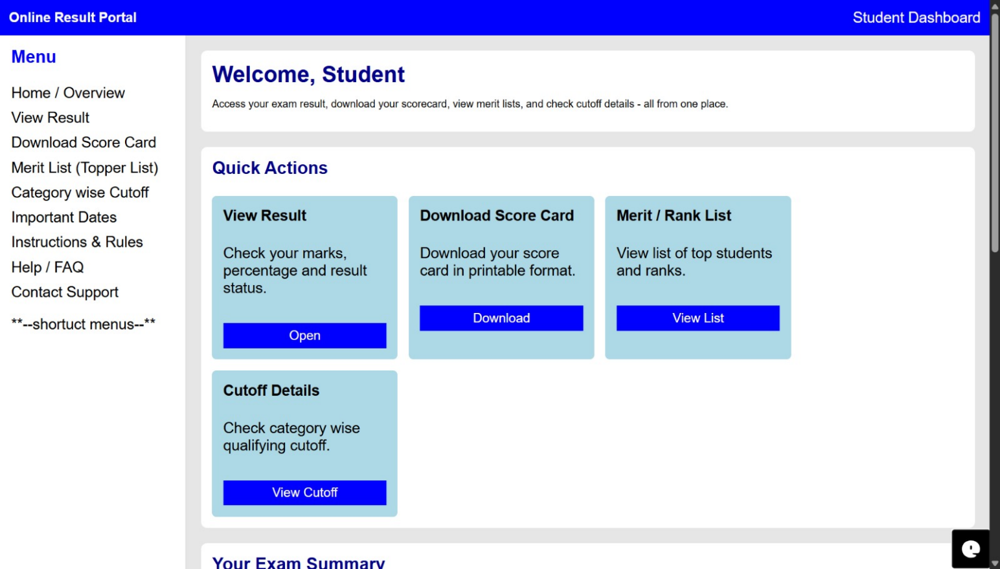 Online Result Portal
Student Dashboard
Menu
Home / Overview
View Result
Download Score Card
Merit List (Topper List)
Category wise Cutoff
Important Dates
Instructions & Rules
Help / FAQ
Contact Support
**--shortuct menus--**
Welcome, Student
Access your exam result, download your scorecard, view merit lists, and check cutoff details - all from one place.
Quick Actions
View Result
Check your marks,
percentage and result
status.
Open
Download Score Card
Download your score
card in printable format.
Download
Merit / Rank List
View list of top students
and ranks.
View List
Cutoff Details
Check category wise
qualifying cutoff.
View Cutoff
Your Exam Summary